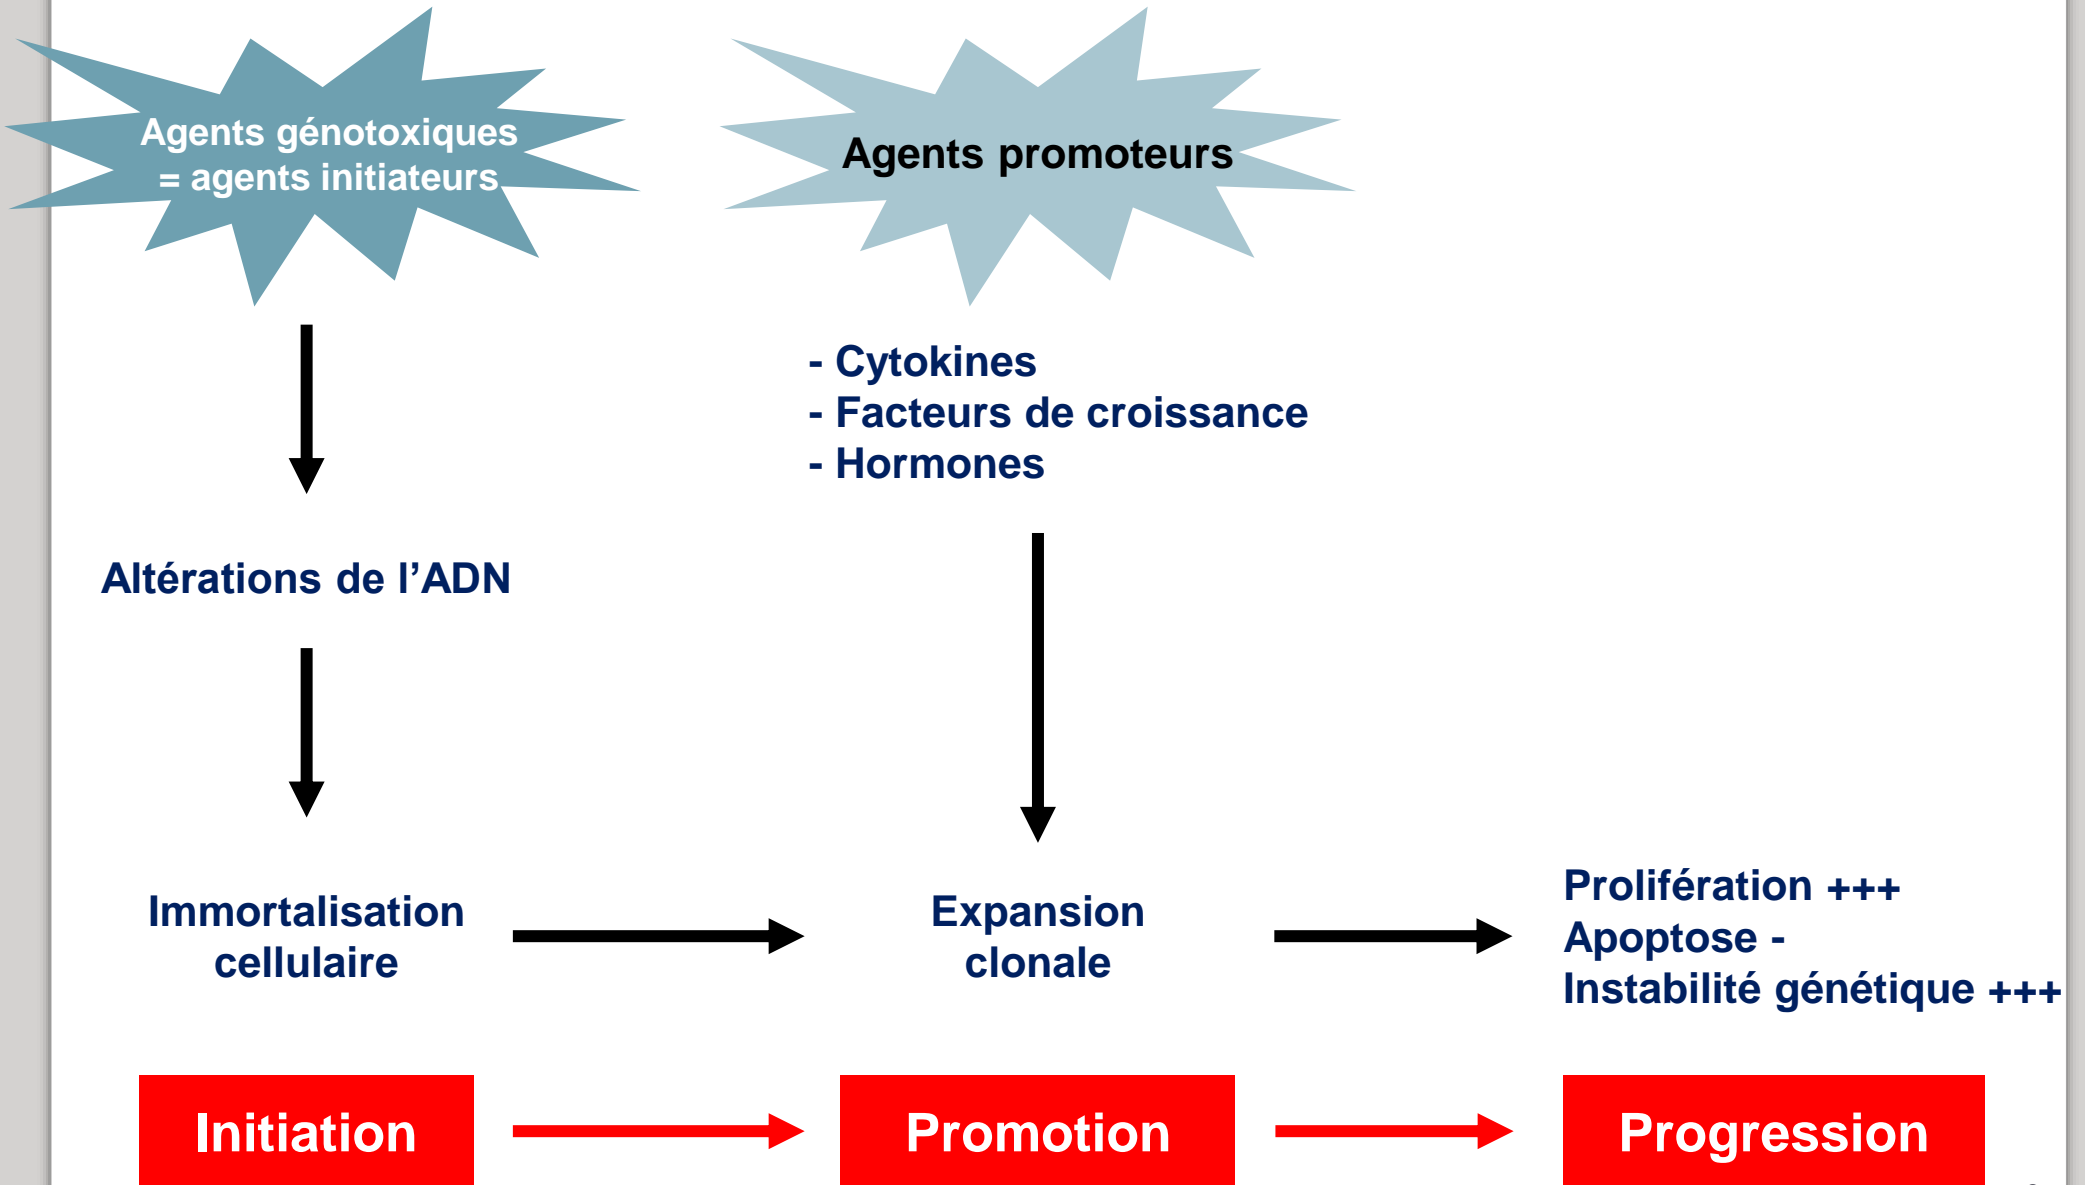 Agents génotoxiques
= agents initiateurs
Agents promoteurs
- Cytokines
- Facteurs de croissance
- Hormones
Altérations de l’ADN
Immortalisation
cellulaire
Expansion
clonale
Prolifération +++
Apoptose -
Instabilité génétique +++
Initiation
Promotion
Progression